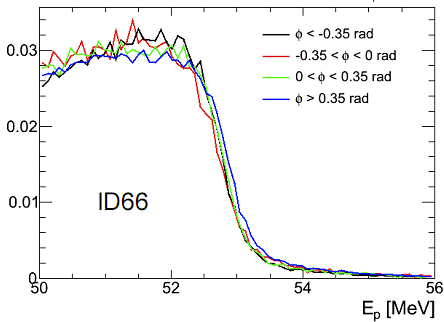 0.03
0.02
0.01
0
ϕ < -0.35 rad
-0.35 < ϕ < 0 rad
0 < ϕ < 0.35 rad
ϕ > 0.35 rad
ID66
50 52 54 56
Eₚ [MeV]